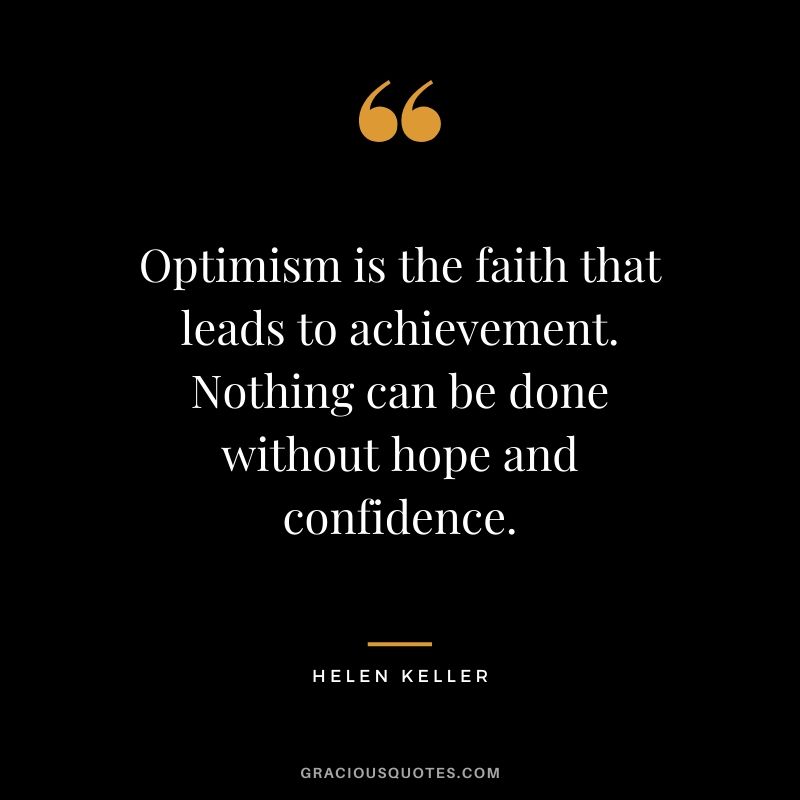 ❝
Optimism is the faith that
leads to achievement.
Nothing can be done
without hope and
confidence.
HELEN KELLER
GRACIOUSQUOTES.COM